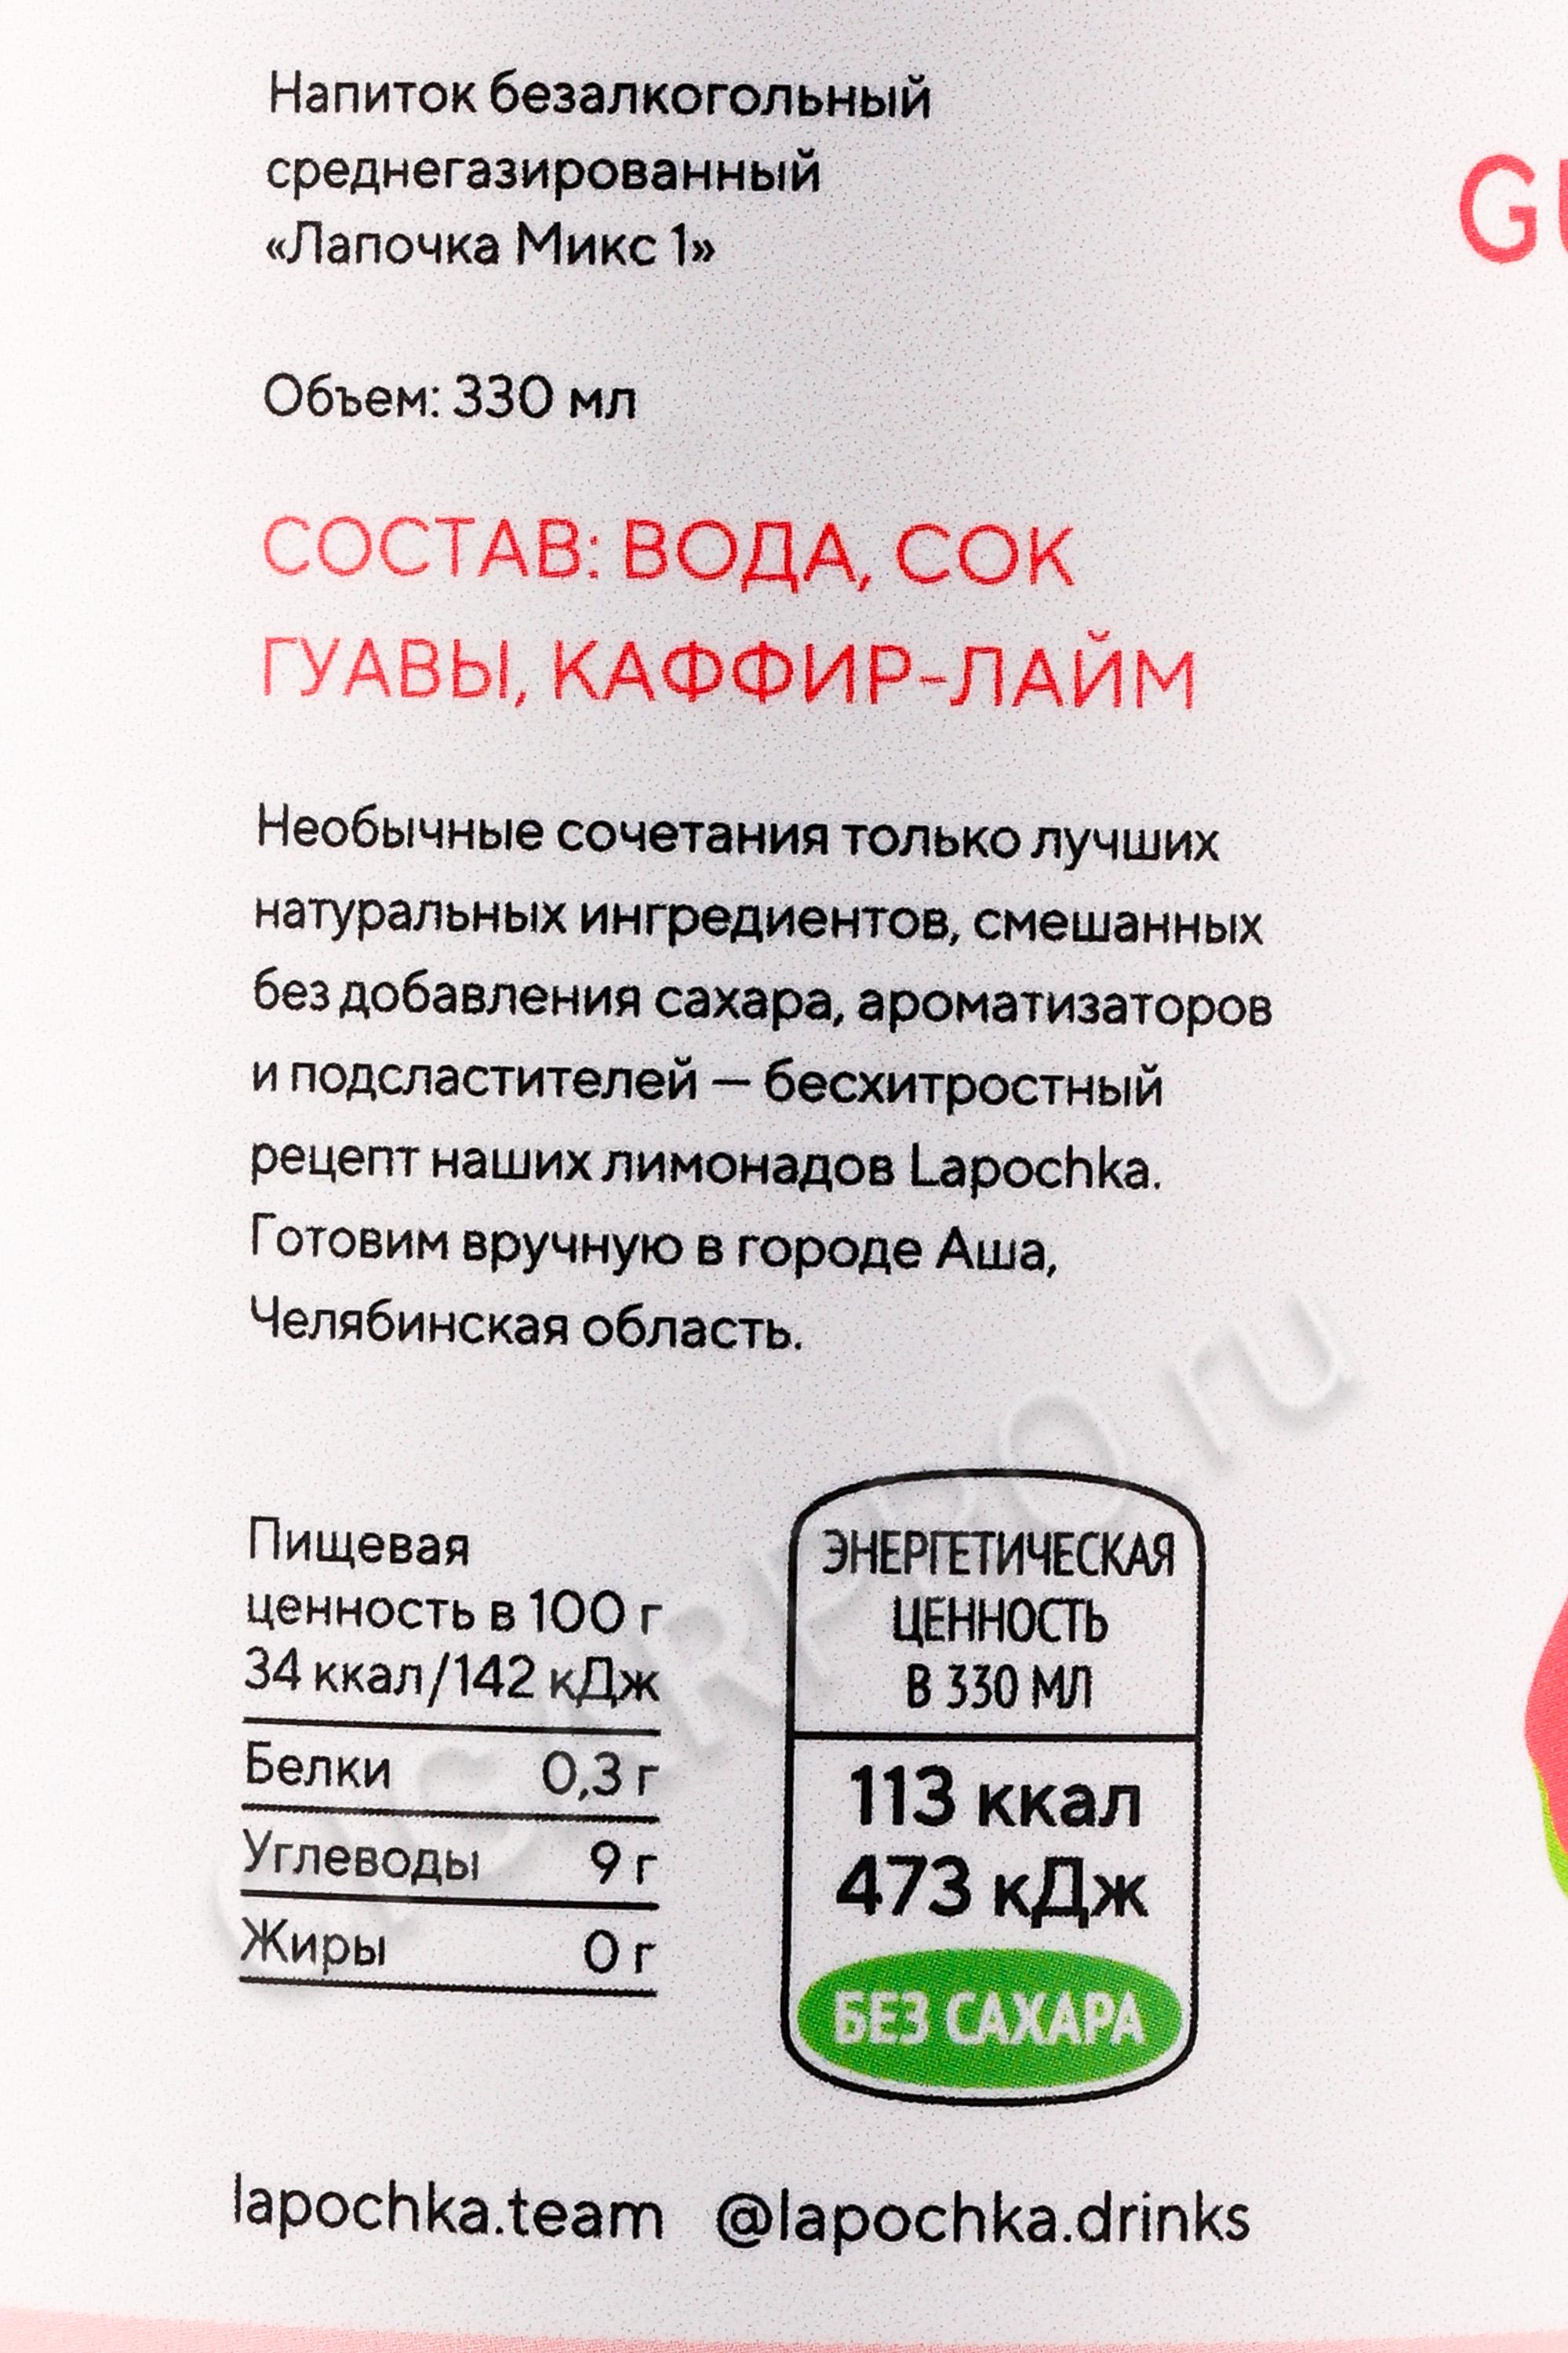 Напиток безалкогольный
среднегазированный
«Лапочка Микс 1»
Объем: 330 мл
СОСТАВ: ВОДА, СОК
ГУАВЫ, КАФФИР-ЛАЙМ
Необычные сочетания только лучших
натуральных ингредиентов, смешанных
без добавления сахара, ароматизаторов
и подсластителей — бесхитростный
рецепт наших лимонадов Lapochka.
Готовим вручную в городе Аша,
Челябинская область.
Пищевая
ценность в 100 г
34 ккал/142 кДж
Белки 0,3 г
Углеводы 9 г
Жиры 0 г
ЭНЕРГЕТИЧЕСКАЯ
ЦЕННОСТЬ
В 330 МЛ
113 ккал
473 кДж
БЕЗ САХАРА
lapochka.team @lapochka.drinks